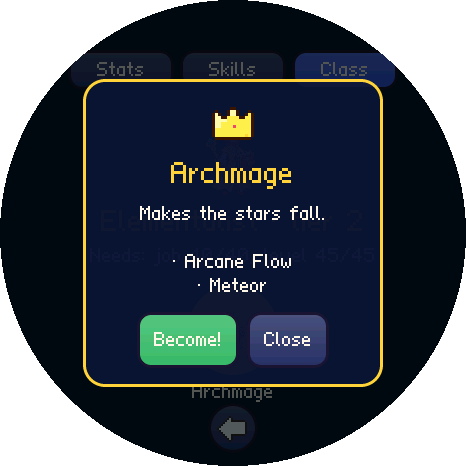 Stats Skills Class
Archmage
Makes the stars fall.
· Arcane Flow
· Meteor
Become! Close
Archmage